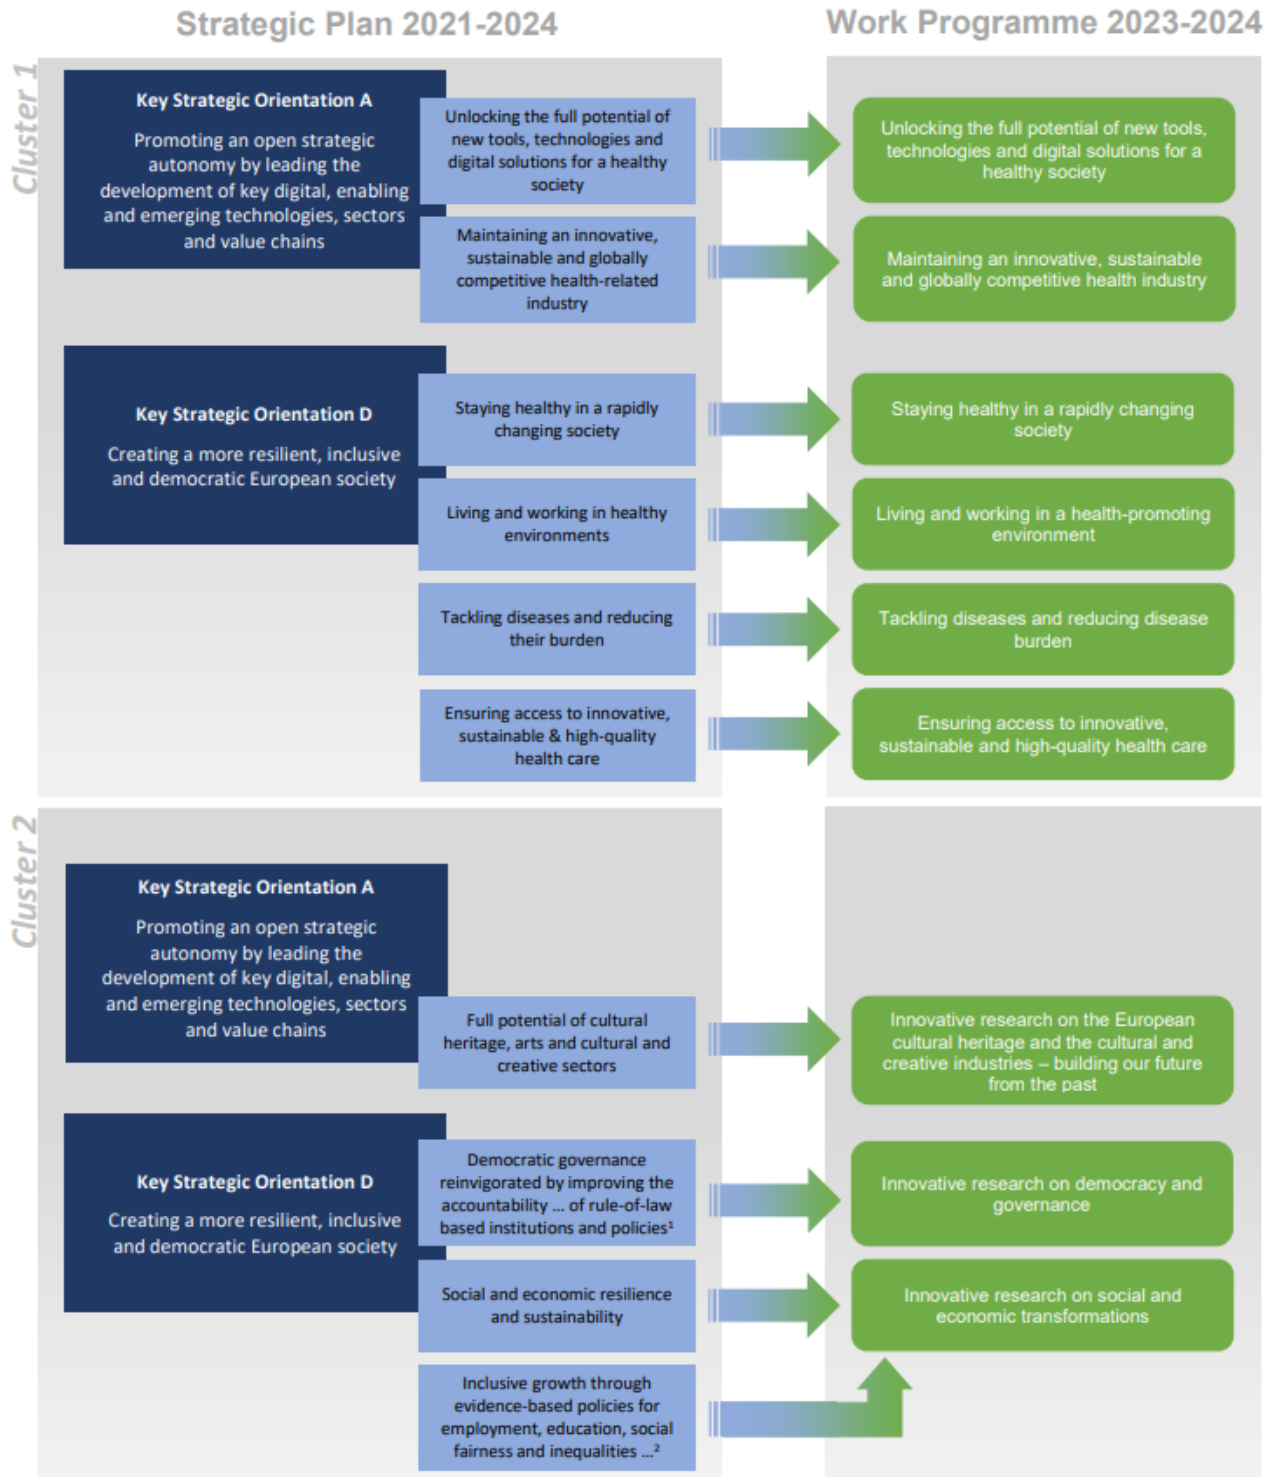 Strategic Plan 2021-2024
Work Programme 2023-2024
Cluster 1
Key Strategic Orientation A
Promoting an open strategic
autonomy by leading the
development of key digital, enabling
and emerging technologies, sectors
and value chains
Unlocking the full potential of
new tools, technologies and
digital solutions for a healthy
society
Unlocking the full potential of new tools,
technologies and digital solutions for a
healthy society
Maintaining an innovative,
sustainable and globally
competitive health-related
industry
Maintaining an innovative, sustainable
and globally competitive health industry
Key Strategic Orientation D
Creating a more resilient, inclusive
and democratic European society
Staying healthy in a rapidly
changing society
Staying healthy in a rapidly changing
society
Living and working in healthy
environments
Living and working in a health-promoting
environment
Tackling diseases and reducing
their burden
Tackling diseases and reducing disease
burden
Ensuring access to innovative,
sustainable & high-quality
health care
Ensuring access to innovative,
sustainable and high-quality health care
Cluster 2
Key Strategic Orientation A
Promoting an open strategic
autonomy by leading the
development of key digital, enabling
and emerging technologies, sectors
and value chains
Full potential of cultural
heritage, arts and cultural and
creative sectors
Innovative research on the European
cultural heritage and the cultural and
creative industries – building our future
from the past
Key Strategic Orientation D
Creating a more resilient, inclusive
and democratic European society
Democratic governance
reinvigorated by improving the
accountability ... of rule-of-law
based institutions and policies¹
Innovative research on democracy and
governance
Social and economic resilience
and sustainability
Innovative research on social and
economic transformations
Inclusive growth through
evidence-based policies for
employment, education, social
fairness and inequalities ...²